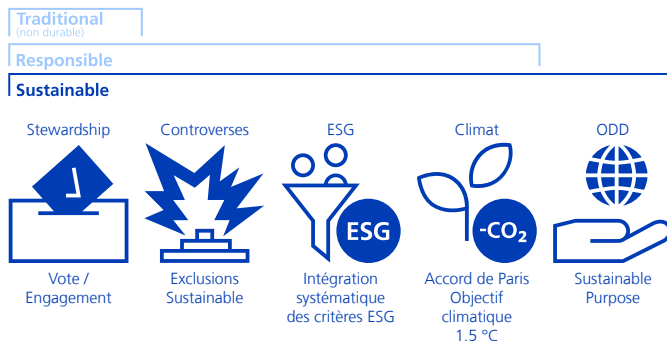 Traditional
(non durable)
Responsible
Sustainable
Stewardship
Controverses
ESG
Climat
ODD
ESG
-CO₂
Vote /
Engagement
Exclusions
Sustainable
Intégration
systématique
des critères ESG
Accord de Paris
Objectif
climatique
1,5 °C
Sustainable
Purpose